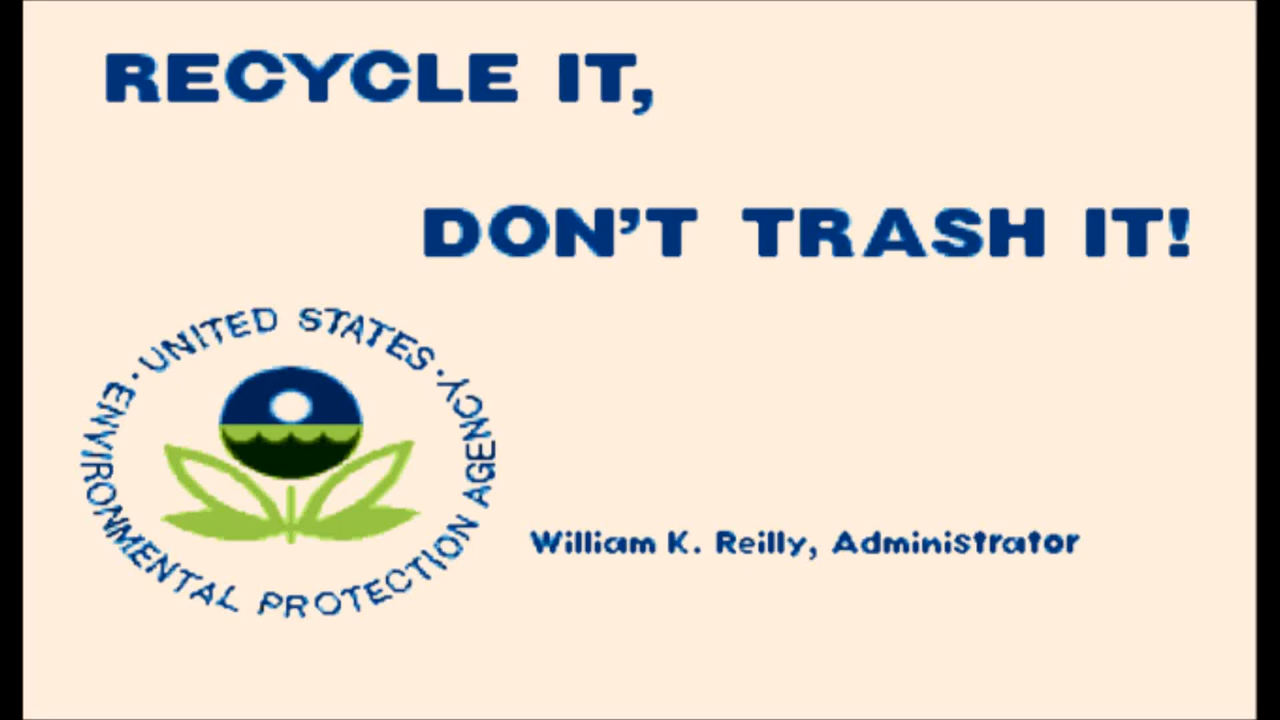 RECYCLE IT,
DON'T TRASH IT!
UNITED STATES
ENVIRONMENTAL PROTECTION AGENCY
William K. Reilly, Administrator